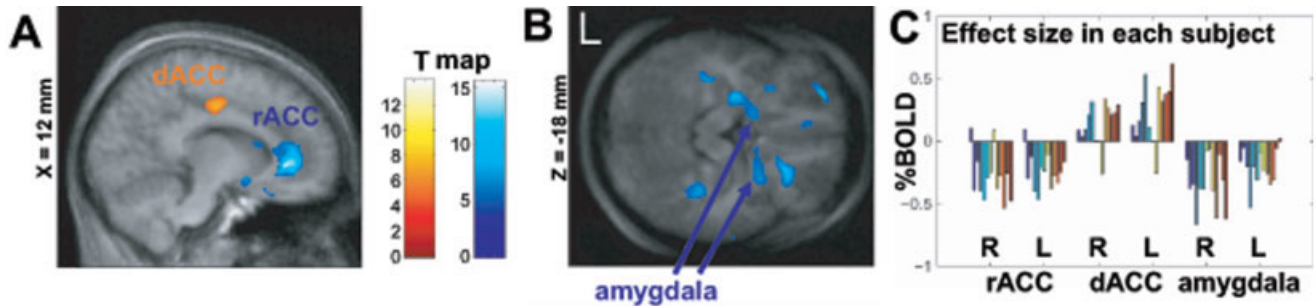 A
dACC
rACC
X = 12 mm
T map
12
10
8
6
4
2
0
15
10
5
0
B
L
Z = -18 mm
amygdala
C
Effect size in each subject
%BOLD
1
0.5
0
-0.5
-1
R L R L R L
rACC dACC amygdala